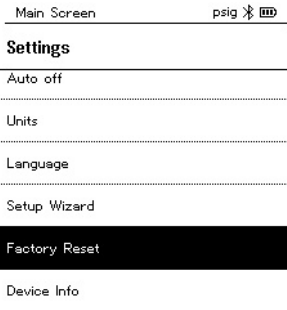 Main Screen psig
Settings
Auto off
Units
Language
Setup Wizard
Factory Reset
Device Info